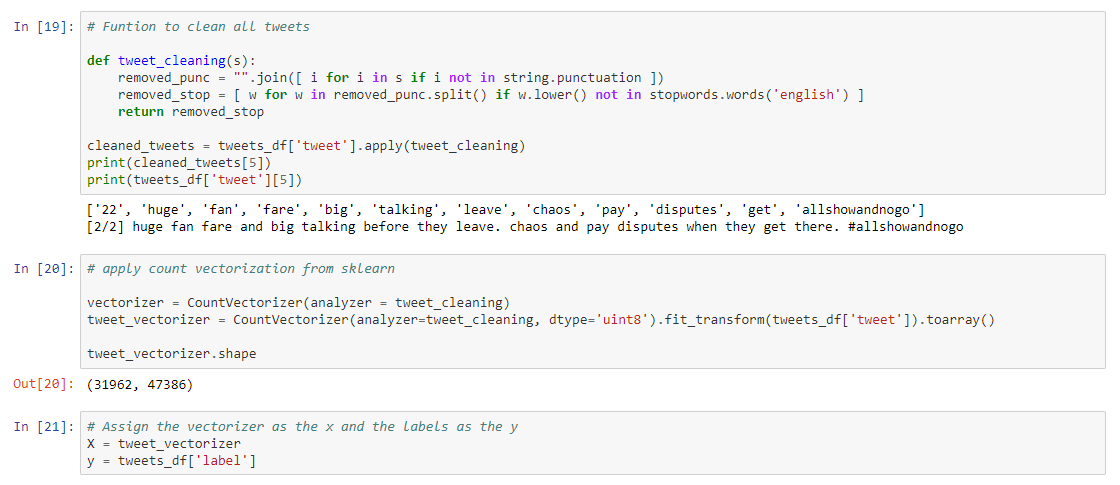 In [19]: # Funtion to clean all tweets
def tweet_cleaning(s):
    removed_punc = "".join([ i for i in s if i not in string.punctuation ])
    removed_stop = [ w for w in removed_punc.split() if w.lower() not in stopwords.words('english') ]
    return removed_stop
cleaned_tweets = tweets_df['tweet'].apply(tweet_cleaning)
print(cleaned_tweets[5])
print(tweets_df['tweet'][5])
['22', 'huge', 'fan', 'fare', 'big', 'talking', 'leave', 'chaos', 'pay', 'disputes', 'get', 'allshowandnogo']
[2/2] huge fan fare and big talking before they leave. chaos and pay disputes when they get there. #allshowandnogo
In [20]: # apply count vectorization from sklearn
vectorizer = CountVectorizer(analyzer = tweet_cleaning)
tweet_vectorizer = CountVectorizer(analyzer=tweet_cleaning, dtype='uint8').fit_transform(tweets_df['tweet']).toarray()
tweet_vectorizer.shape
Out[20]: (31962, 47386)
In [21]: # Assign the vectorizer as the x and the labels as the y
X = tweet_vectorizer
y = tweets_df['label']